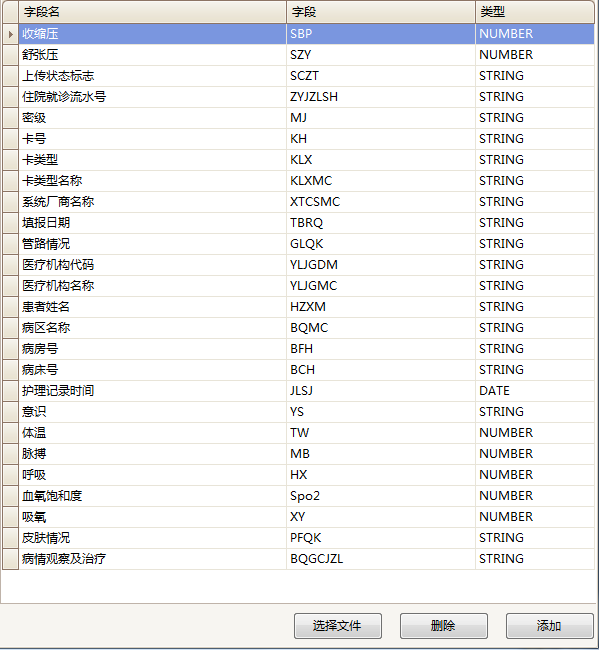 字段名 字段 类型
收缩压 SBP NUMBER
舒张压 SZY NUMBER
上传状态标志 SCZT STRING
住院就诊流水号 ZYJZLSH STRING
密级 MJ STRING
卡号 KH STRING
卡类型 KLX STRING
卡类型名称 KLXMC STRING
系统厂商名称 XTCSMC STRING
填报日期 TBRQ STRING
管路情况 GLQK STRING
医疗机构代码 YLJGDM STRING
医疗机构名称 YLJGMC STRING
患者姓名 HZXM STRING
病区名称 BQMC STRING
病房号 BFH STRING
病床号 BCH STRING
护理记录时间 JLSJ DATE
意识 YS STRING
体温 TW NUMBER
脉搏 MB NUMBER
呼吸 HX NUMBER
血氧饱和度 Spo2 NUMBER
吸氧 XY NUMBER
皮肤情况 PFQK STRING
病情观察及治疗 BQGCJZL STRING
选择文件 删除 添加